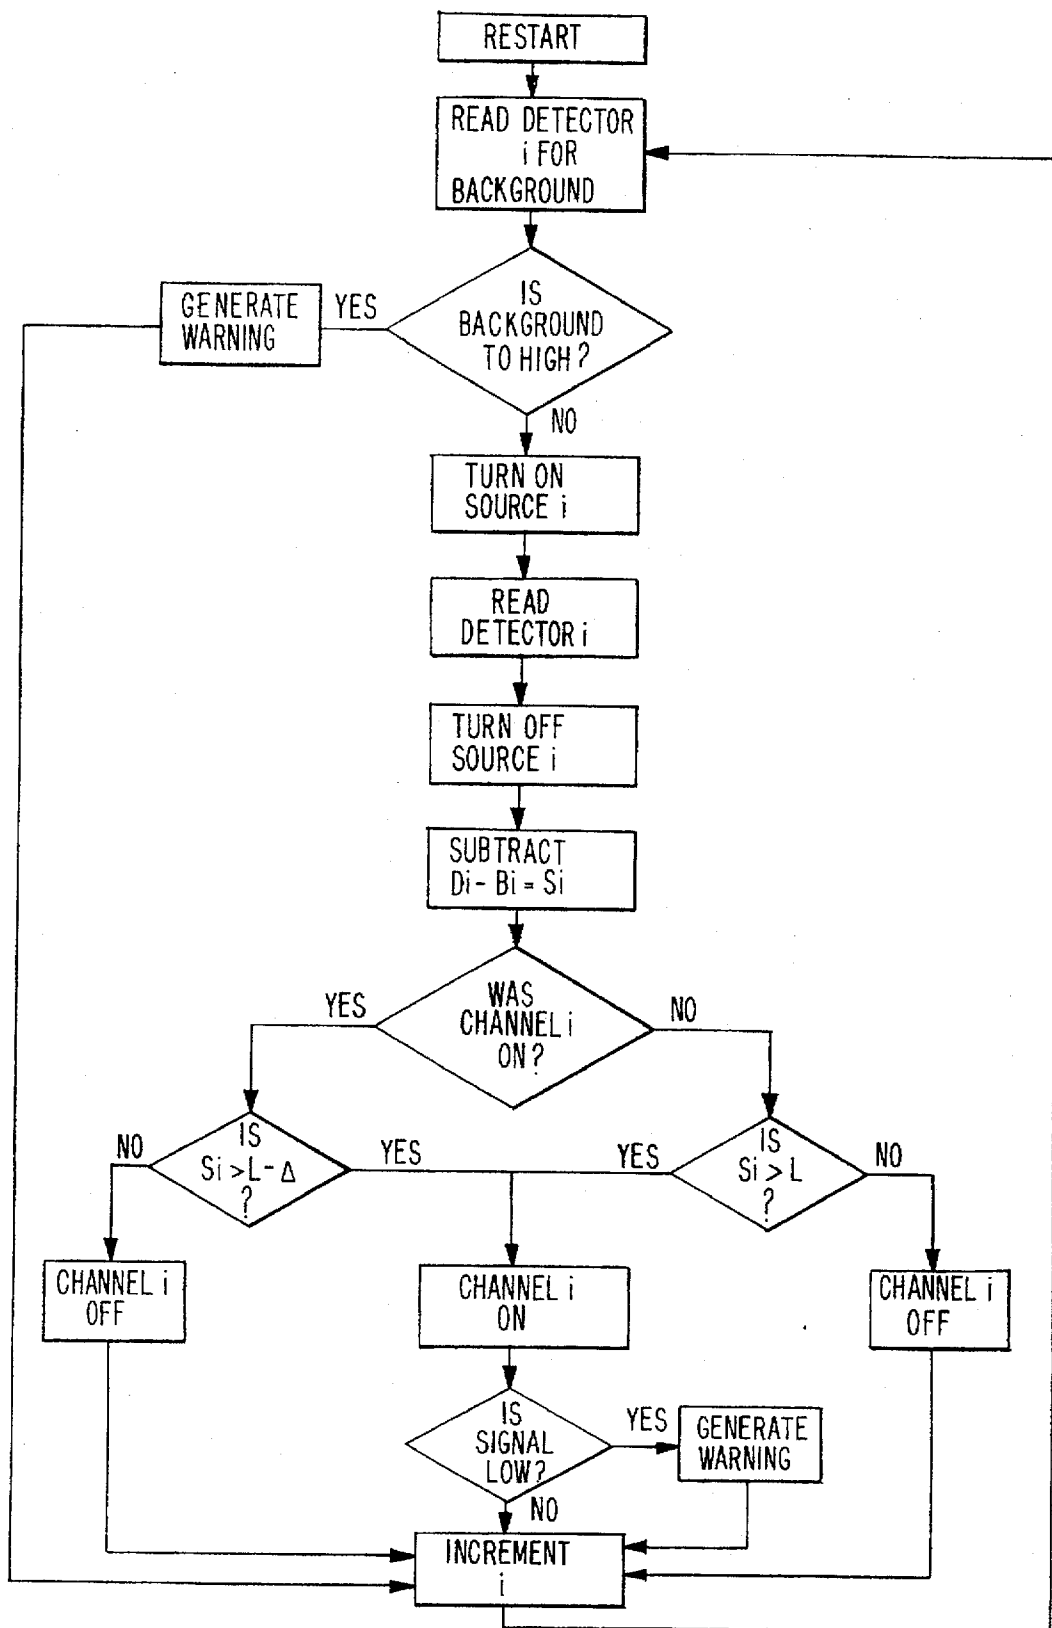 RESTART
READ DETECTOR
i FOR
BACKGROUND
IS
BACKGROUND
TO HIGH?
YES
GENERATE
WARNING
NO
TURN ON
SOURCE i
READ
DETECTOR i
TURN OFF
SOURCE i
SUBTRACT
Di - Bi = Si
WAS
CHANNEL i
ON?
YES
NO
IS
Si > L - Δ
?
NO
YES
IS
Si > L
?
YES
NO
CHANNEL i
OFF
CHANNEL i
ON
CHANNEL i
OFF
IS
SIGNAL
LOW?
YES
GENERATE
WARNING
NO
INCREMENT
i